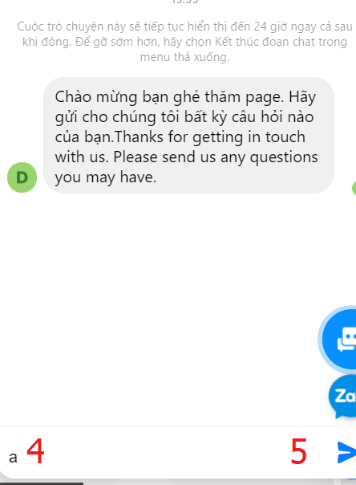 Cuộc trò chuyện này sẽ tiếp tục hiển thị đến 24 giờ ngay cả sau
khi đóng. Để gỡ sớm hơn, hãy chọn Kết thúc đoạn chat trong
menu thả xuống.
Chào mừng bạn ghé thăm page. Hãy
gửi cho chúng tôi bất kỳ câu hỏi nào
của bạn.Thanks for getting in touch
with us. Please send us any questions
you may have.
D
Za
a 4 5